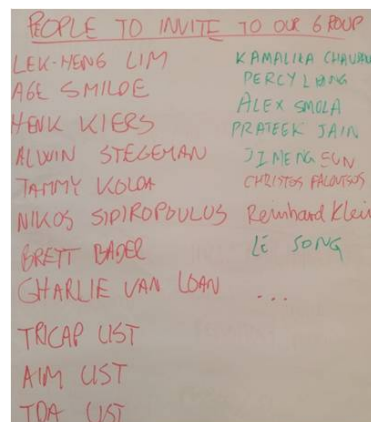 PEOPLE TO INVITE TO OUR GROUP
LEK-HENG LIM
AGE SMILDE
HENK KIERS
ALWIN STEGEMAN
TAMMY KOLDA
NIKOS SIDIROPOULOS
BRETT BADER
CHARLIE VAN LOAN
TRICAP LIST
AIM LIST
TDA LIST
KAMALIKA
PERCY LIANG
ALEX SMOLA
PRATEEK JAIN
JIMENG SUN
CHRISTOS FALOUTSOS
Reinhard Klein
LE SONG
...